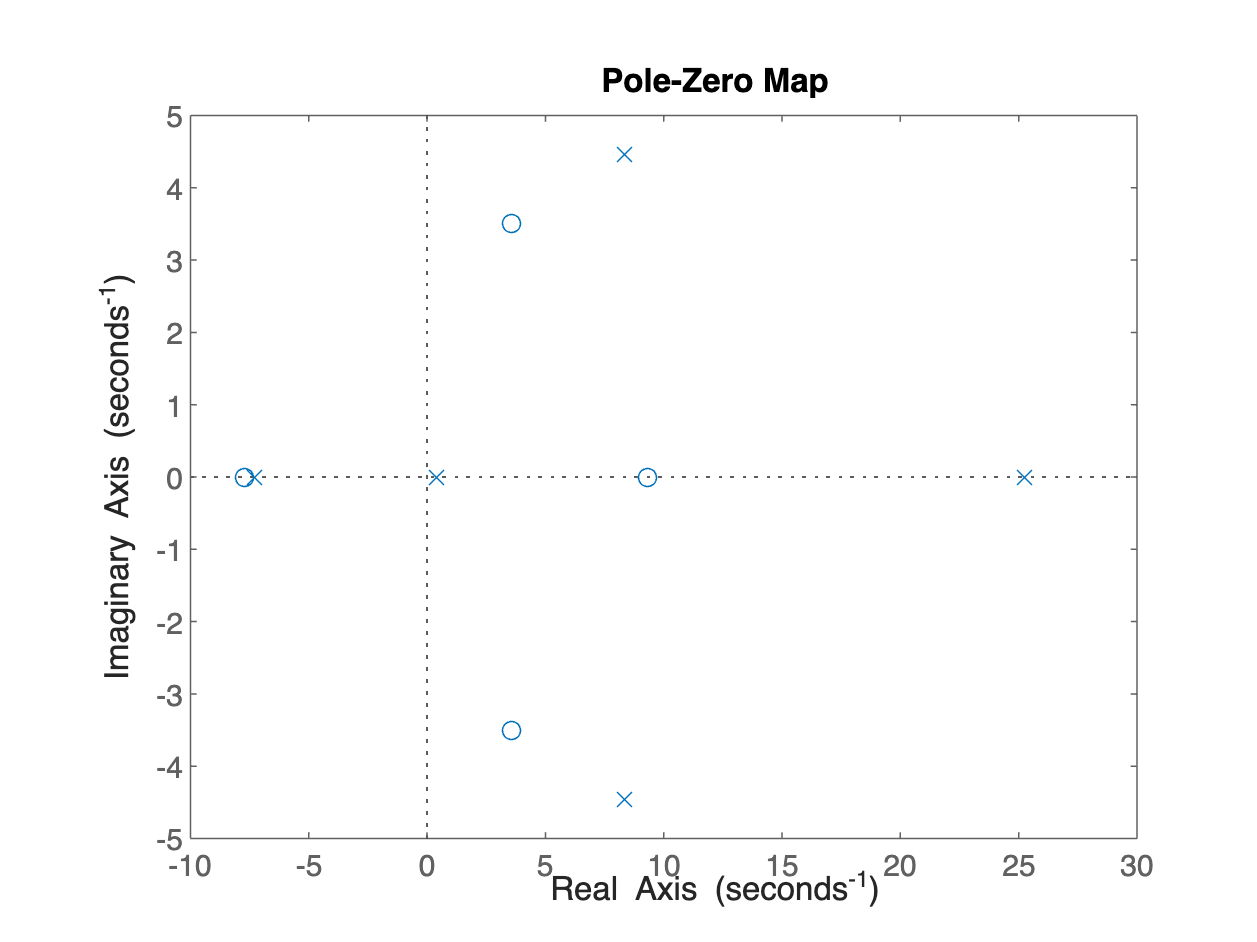 Pole-Zero Map
5
4
3
2
1
0
-1
-2
-3
-4
-5
Imaginary Axis (seconds⁻¹)
-10 -5 0 5 10 15 20 25 30
Real Axis (seconds⁻¹)